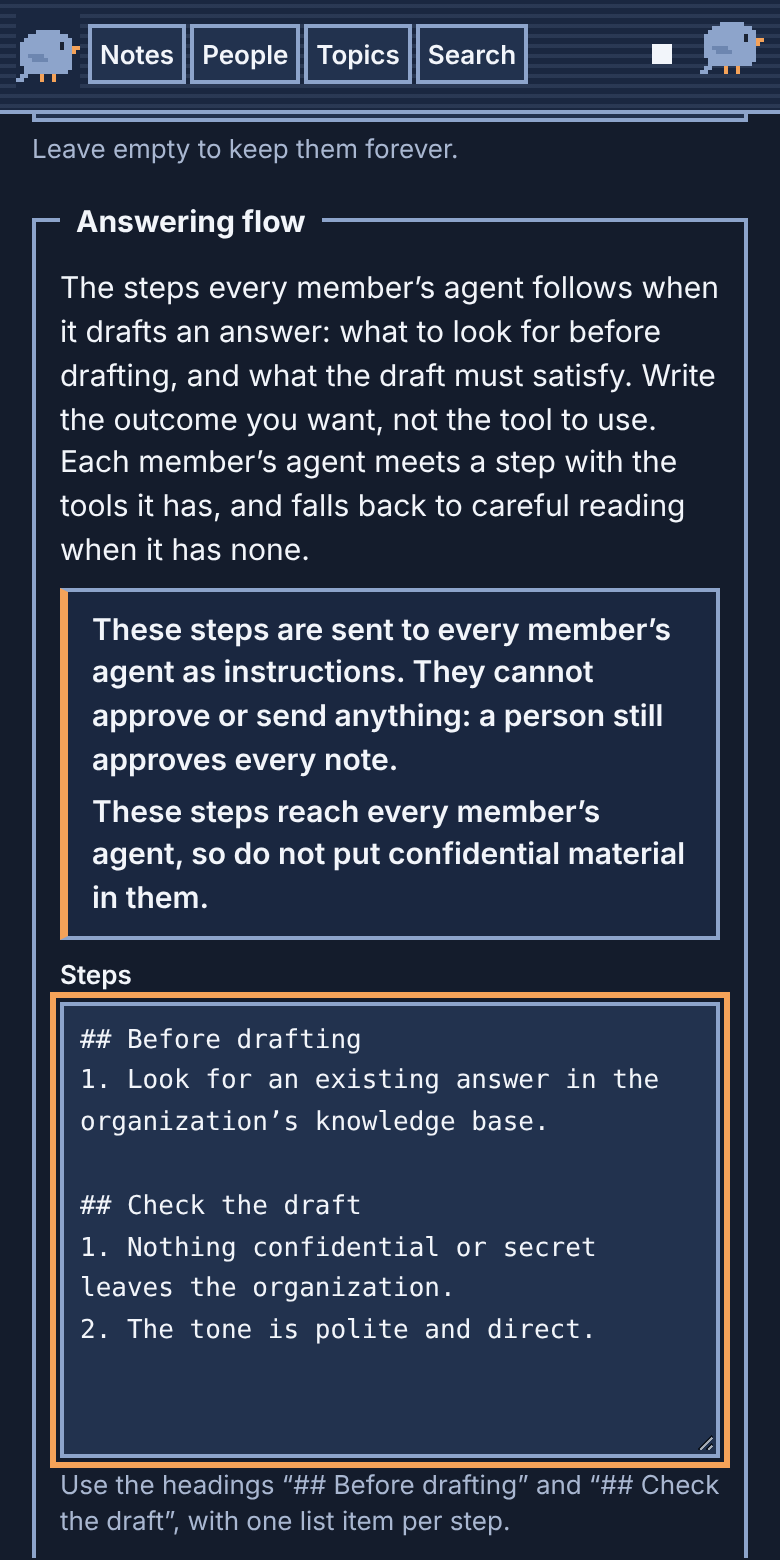 Notes People Topics Search
Leave empty to keep them forever.
Answering flow
The steps every member’s agent follows when
it drafts an answer: what to look for before
drafting, and what the draft must satisfy. Write
the outcome you want, not the tool to use.
Each member’s agent meets a step with the
tools it has, and falls back to careful reading
when it has none.
These steps are sent to every member’s
agent as instructions. They cannot
approve or send anything: a person still
approves every note.
These steps reach every member’s
agent, so do not put confidential material
in them.
Steps
## Before drafting
1. Look for an existing answer in the
organization’s knowledge base.
## Check the draft
1. Nothing confidential or secret
leaves the organization.
2. The tone is polite and direct.
Use the headings “## Before drafting” and “## Check
the draft”, with one list item per step.